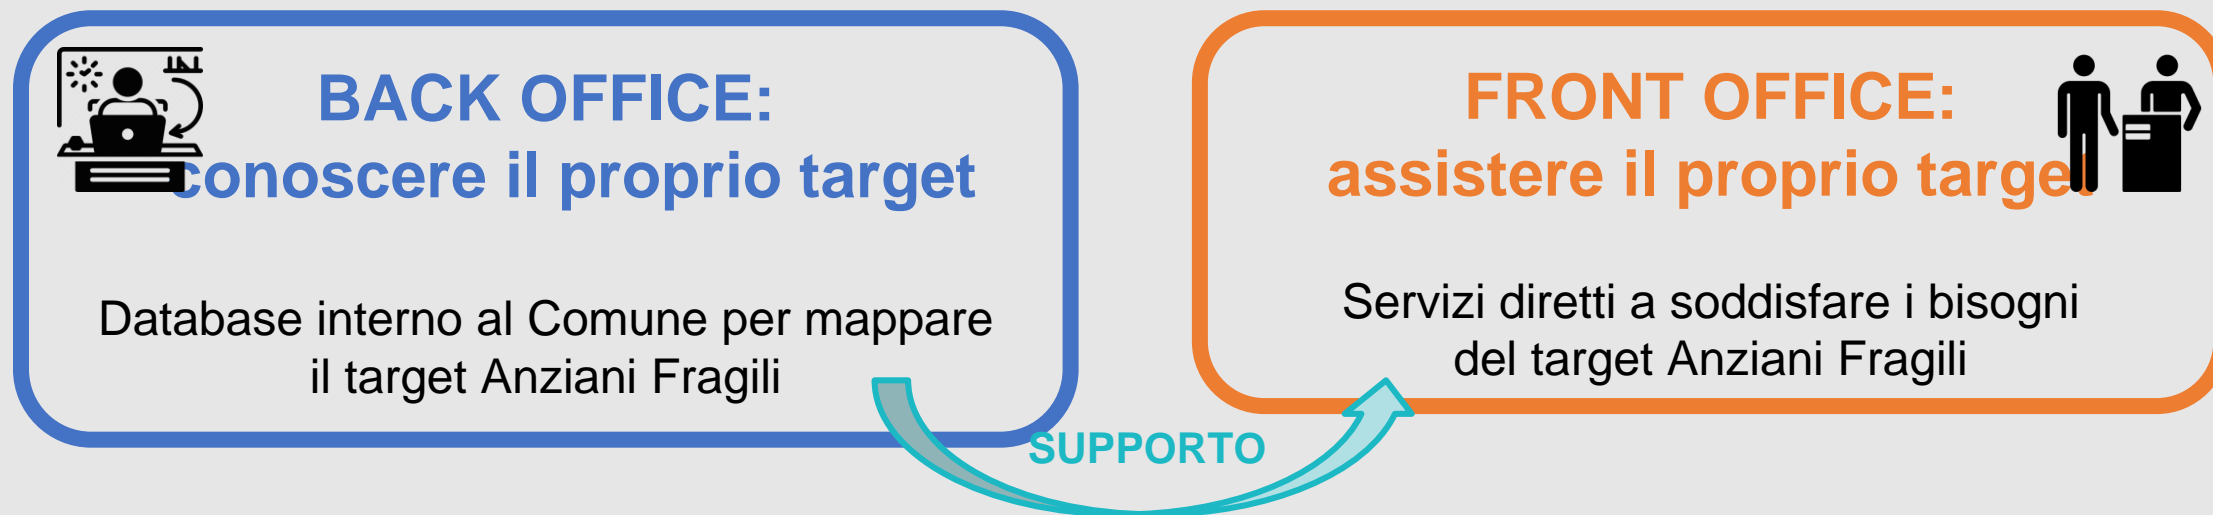 BACK OFFICE:
conoscere il proprio target
Database interno al Comune per mappare
il target Anziani Fragili
FRONT OFFICE:
assistere il proprio target
Servizi diretti a soddisfare i bisogni
del target Anziani Fragili
SUPPORTO